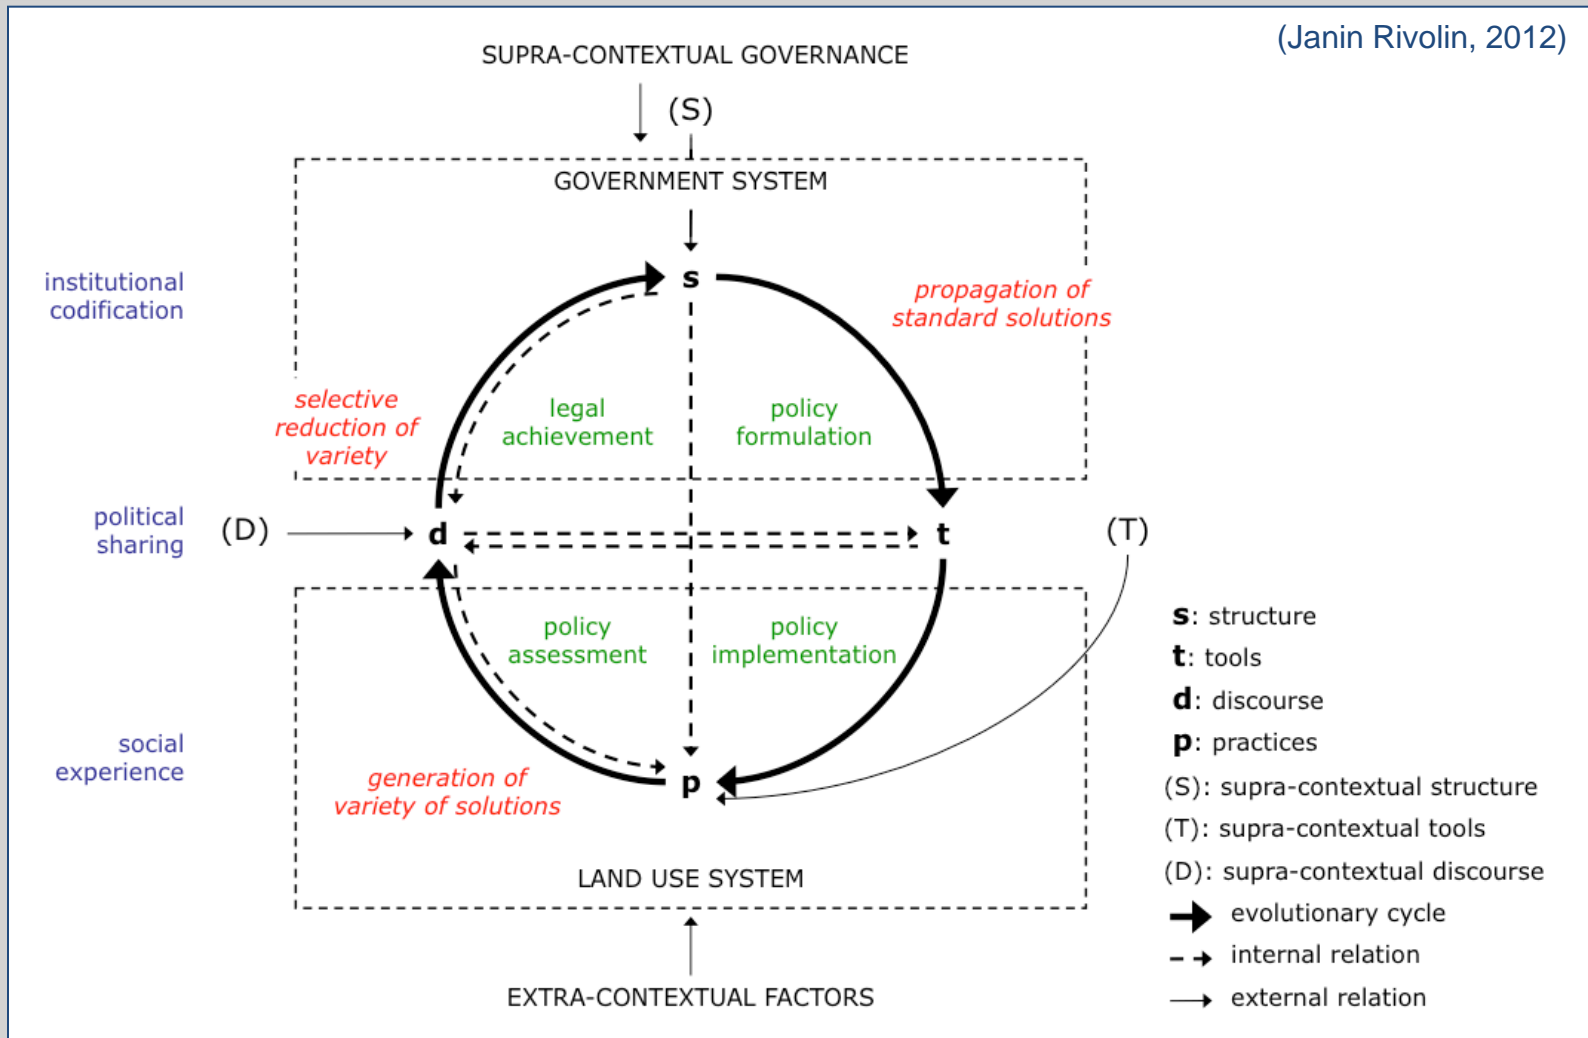 (Janin Rivolin, 2012)
SUPRA-CONTEXTUAL GOVERNANCE
(S)
GOVERNMENT SYSTEM
institutional
codification
s
propagation of
standard solutions
selective
reduction of
variety
legal
achievement
policy
formulation
political
sharing
(D)
d
t
(T)
policy
assessment
policy
implementation
social
experience
generation of
variety of solutions
p
LAND USE SYSTEM
EXTRA-CONTEXTUAL FACTORS
s: structure
t: tools
d: discourse
p: practices
(S): supra-contextual structure
(T): supra-contextual tools
(D): supra-contextual discourse
evolutionary cycle
internal relation
external relation